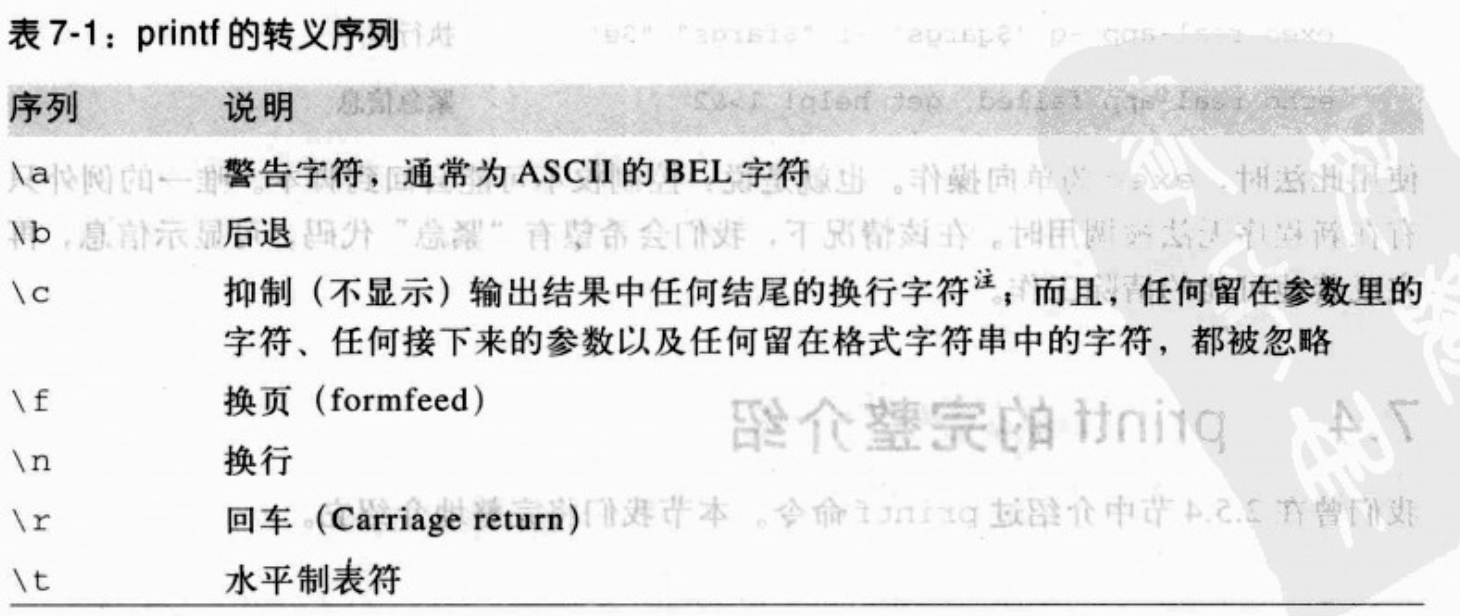 表 7-1：printf 的转义序列
序列 说明
\a 警告字符，通常为 ASCII 的 BEL 字符
\b 后退
\c 抑制（不显示）输出结果中任何结尾的换行字符注；而且，任何留在参数里的
字符、任何接下来的参数以及任何留在格式字符串中的字符，都被忽略
\f 换页（formfeed）
\n 换行
\r 回车（Carriage return）
\t 水平制表符